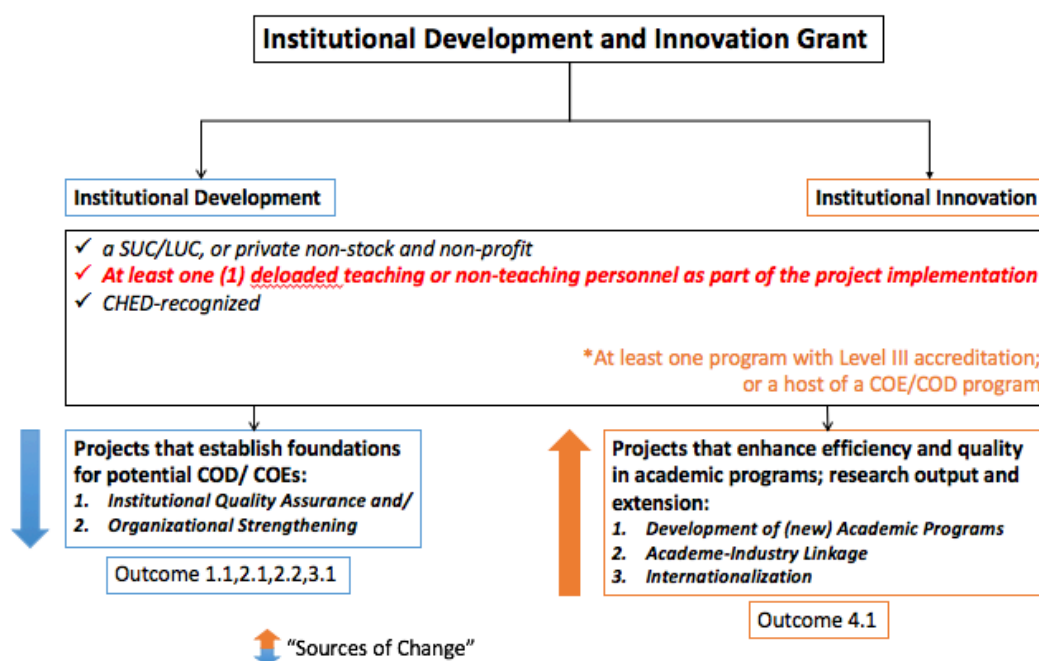 Institutional Development and Innovation Grant
Institutional Development
Institutional Innovation
✓ a SUC/LUC, or private non-stock and non-profit
✓ At least one (1) deloaded teaching or non-teaching personnel as part of the project implementation
✓ CHED-recognized
*At least one program with Level III accreditation;
or a host of a COE/COD program
Projects that establish foundations
for potential COD/ COEs:
1. Institutional Quality Assurance and/
2. Organizational Strengthening
Outcome 1.1,2.1,2.2,3.1
Projects that enhance efficiency and quality
in academic programs; research output and
extension:
1. Development of (new) Academic Programs
2. Academe-Industry Linkage
3. Internationalization
Outcome 4.1
“Sources of Change”